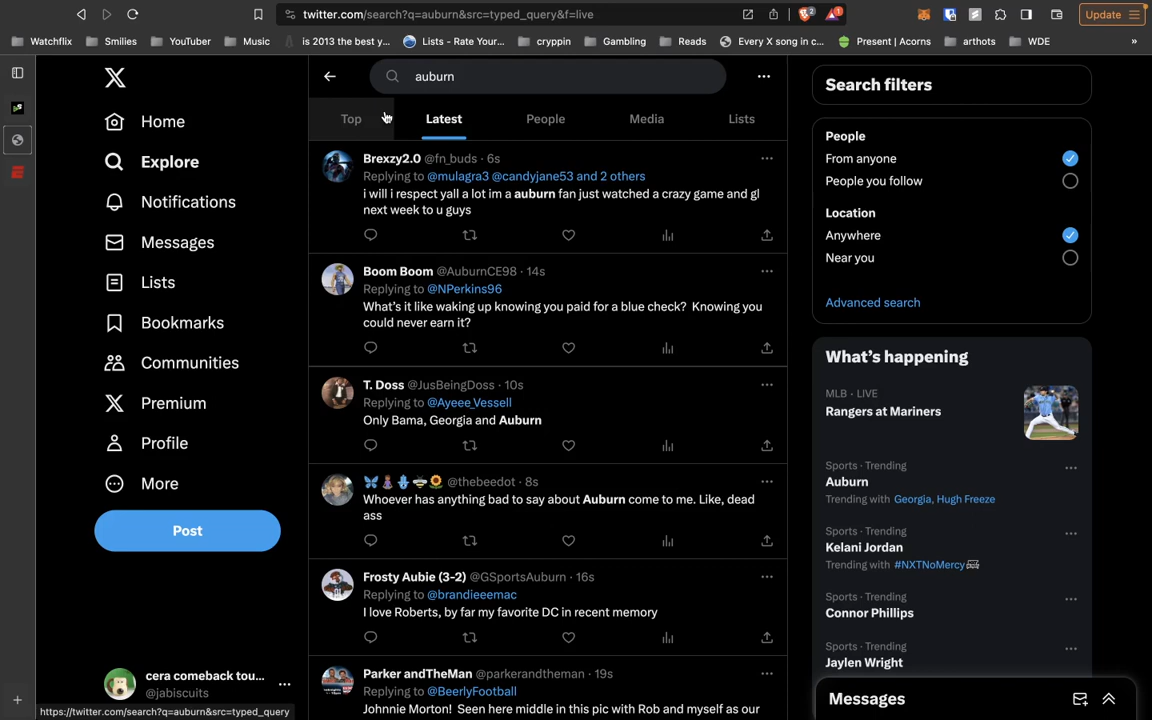 twitter.com/search?q=auburn&src=typed_query&f=live
2
1
Update
Watchflix
Smilies
YouTuber
Music
is 2013 the best y...
Lists - Rate Your...
cryppin
Gambling
Reads
Every X song in c...
Present | Acorns
arthots
WDE
»
auburn
Top
Latest
People
Media
Lists
Home
Explore
Notifications
Messages
Lists
Bookmarks
Communities
Premium
Profile
More
Post
cera comeback tou...
@jabiscuits
https://twitter.com/search?q=auburn&src=typed_query
Brexzy2.0 @fn_buds · 6s
Replying to @mulagra3 @candyjane53 and 2 others
i will i respect yall a lot im a auburn fan just watched a crazy game and gl
next week to u guys
Boom Boom @AuburnCE98 · 14s
Replying to @NPerkins96
What's it like waking up knowing you paid for a blue check? Knowing you
could never earn it?
T. Doss @JusBeingDoss · 10s
Replying to @Ayeee_Vessell
Only Bama, Georgia and Auburn
@thebeedot · 8s
Whoever has anything bad to say about Auburn come to me. Like, dead
ass
Frosty Aubie (3-2) @GSportsAuburn · 16s
Replying to @brandieeemac
I love Roberts, by far my favorite DC in recent memory
Parker andTheMan @parkerandtheman · 19s
Replying to @BeerlyFootball
Johnnie Morton! Seen here middle in this pic with Rob and myself as our
Search filters
People
From anyone
People you follow
Location
Anywhere
Near you
Advanced search
What's happening
MLB · LIVE
Rangers at Mariners
Sports · Trending
Auburn
Trending with Georgia, Hugh Freeze
Sports · Trending
Kelani Jordan
Trending with #NXTNoMercy
Sports · Trending
Connor Phillips
Sports · Trending
Jaylen Wright
Messages